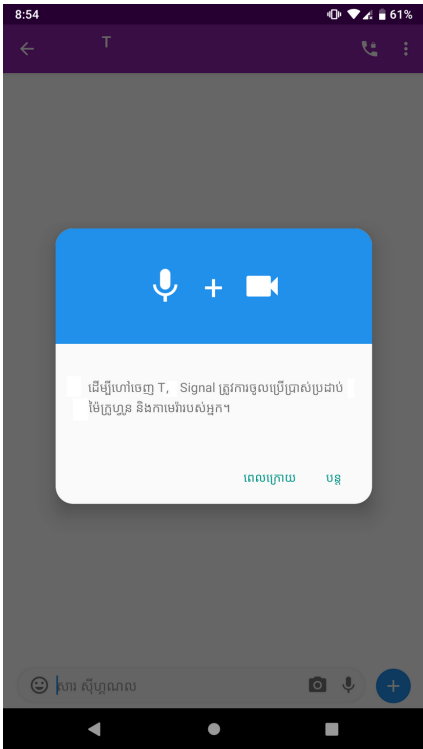 8:54
61%
T
ដើម្បីហៅចេញ T, Signal ត្រូវការចូលប្រើប្រាស់ប្រដាប់
ម៉ៃក្រូហ្វូន និងកាមេរ៉ារបស់អ្នក។
ពេលក្រោយ បន្ត
សារ ស៊ីហ្គណល